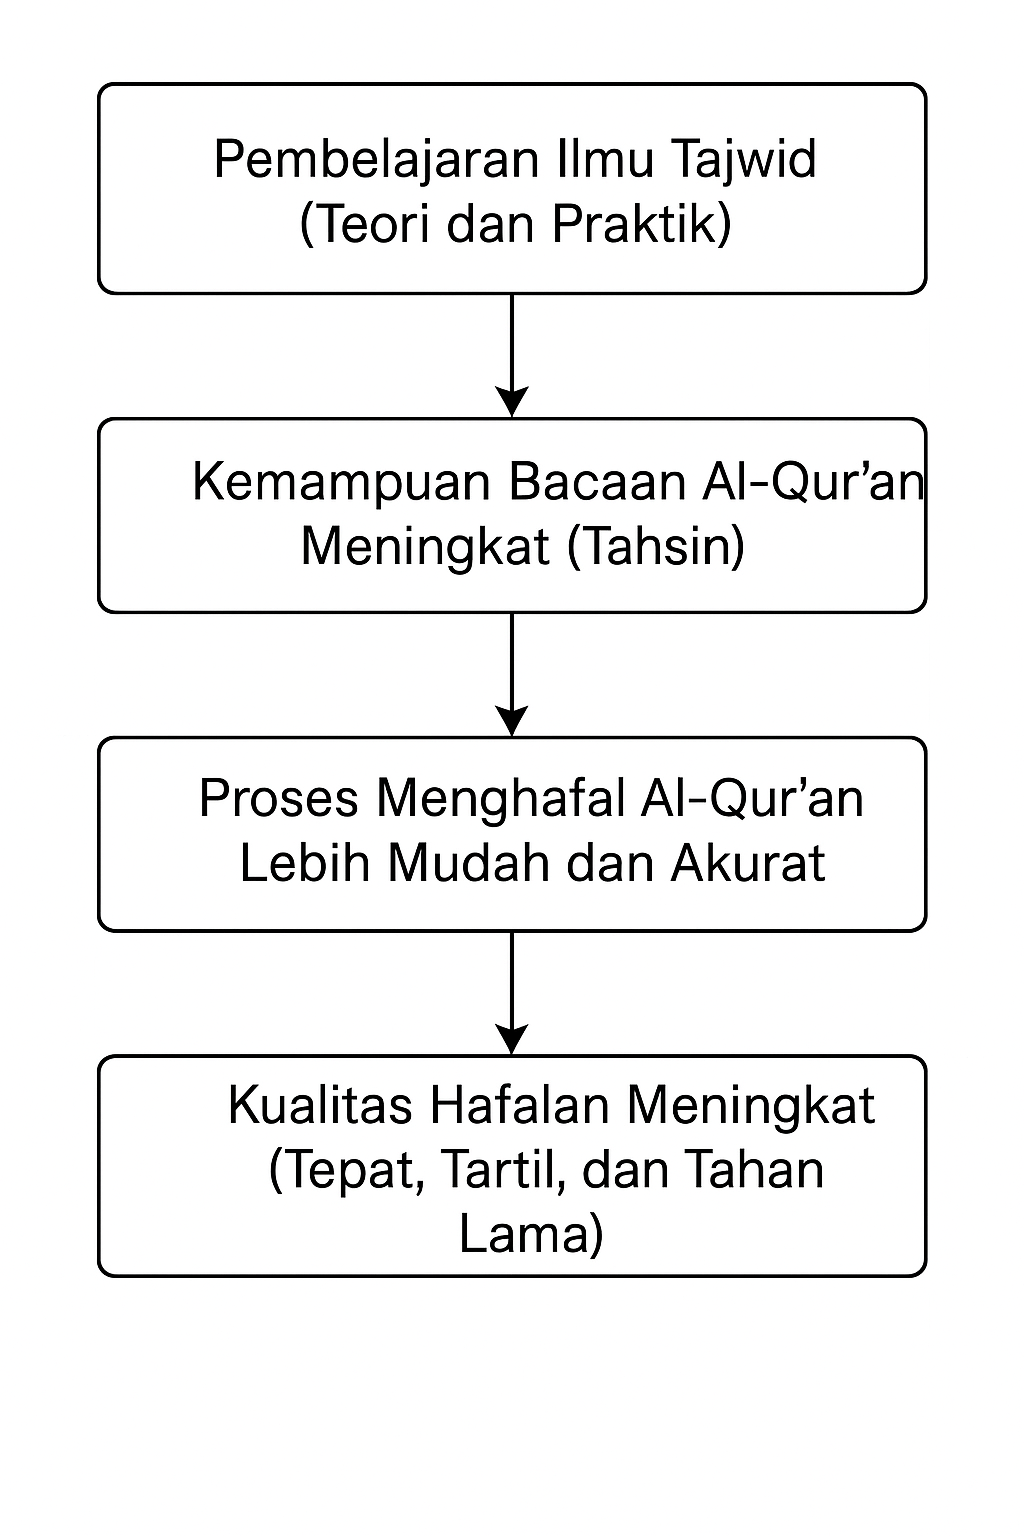 Pembelajaran Ilmu Tajwid
(Teori dan Praktik)
Kemampuan Bacaan Al-Qur’an
Meningkat (Tahsin)
Proses Menghafal Al-Qur’an
Lebih Mudah dan Akurat
Kualitas Hafalan Meningkat
(Tepat, Tartil, dan Tahan
Lama)